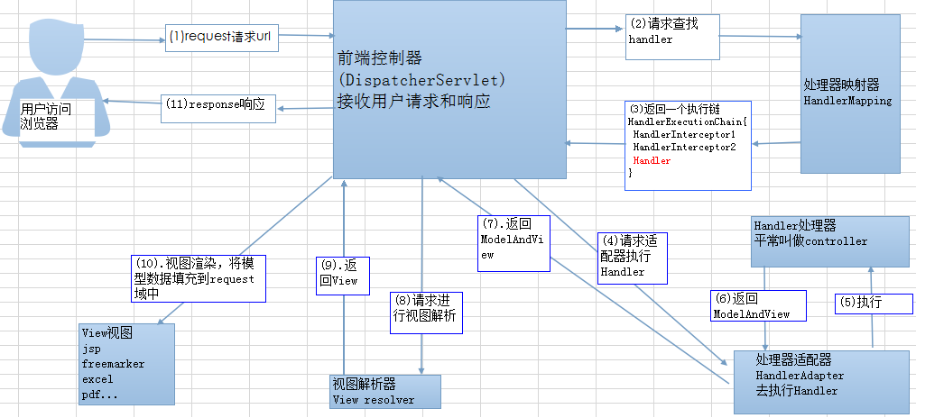 (1)request请求url
用户访问
浏览器
(11)response响应
前端控制器
(DispatcherServlet)
接收用户请求和响应
(2)请求查找
handler
处理器映射器
HandlerMapping
(3)返回一个执行链
HandlerExecutionChain{
HandlerInterceptor1
HandlerInterceptor2
Handler
}
(7).返回
ModelAndVi
ew
(4)请求适
配器执行
Handler
Handler处理器
平常叫做controller
(10).视图渲染，将模
型数据填充到request
域中
(9).返
回View
(8)请求进
行视图解析
(6)返回
ModelAndView
(5)执行
View视图
jsp
freemarker
excel
pdf...
视图解析器
View resolver
处理器适配器
HandlerAdapter
去执行Handler